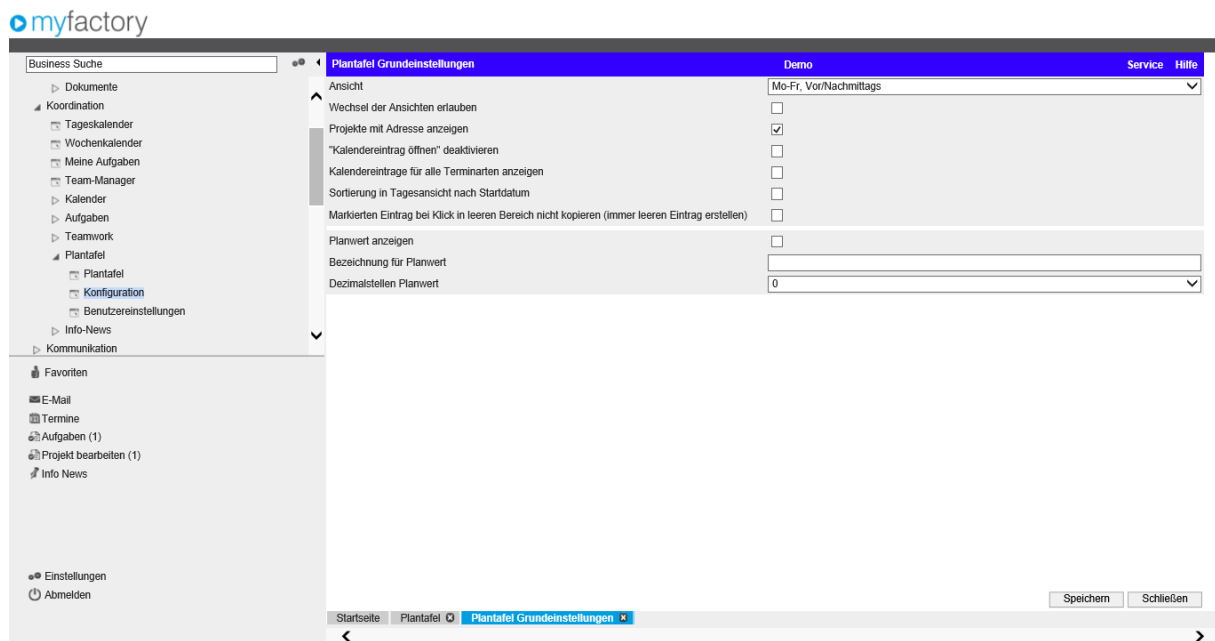 myfactory
Business Suche
Dokumente
Koordination
Tageskalender
Wochenkalender
Meine Aufgaben
Team-Manager
Kalender
Aufgaben
Teamwork
Plantafel
Plantafel
Konfiguration
Benutzereinstellungen
Info-News
Kommunikation
Favoriten
E-Mail
Termine
Aufgaben (1)
Projekt bearbeiten (1)
Info News
Einstellungen
Abmelden
Plantafel Grundeinstellungen Demo Service Hilfe
Ansicht Mo-Fr, Vor/Nachmittags
Wechsel der Ansichten erlauben
Projekte mit Adresse anzeigen
"Kalendereintrag öffnen" deaktivieren
Kalendereintrage für alle Terminarten anzeigen
Sortierung in Tagesansicht nach Startdatum
Markierten Eintrag bei Klick in leeren Bereich nicht kopieren (immer leeren Eintrag erstellen)
Planwert anzeigen
Bezeichnung für Planwert
Dezimalstellen Planwert 0
Speichern Schließen
Startseite Plantafel Plantafel Grundeinstellungen